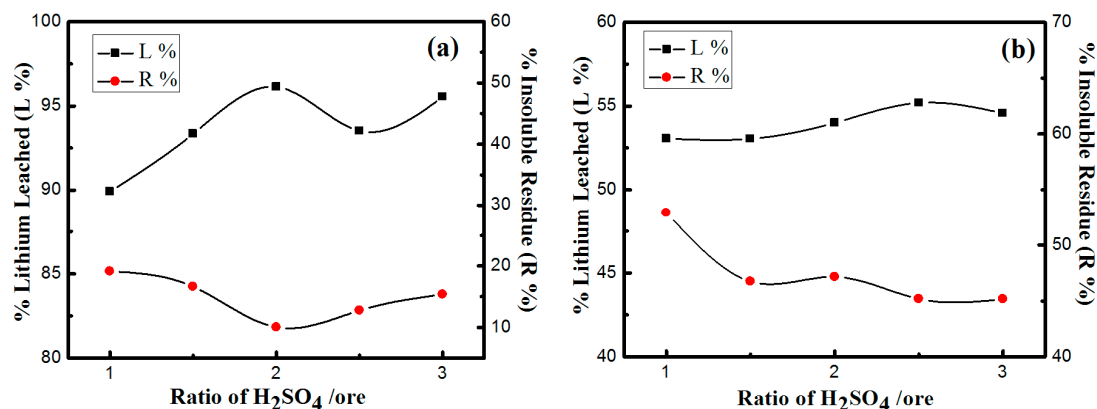 (a)
L %
R %
% Lithium Leached (L %)
100
95
90
85
80
% Insoluble Residue (R %)
60
50
40
30
20
10
1
2
3
Ratio of H₂SO₄ /ore
(b)
L %
R %
% Lithium Leached (L %)
60
55
50
45
40
% Insoluble Residue (R %)
70
60
50
40
1
2
3
Ratio of H₂SO₄ /ore